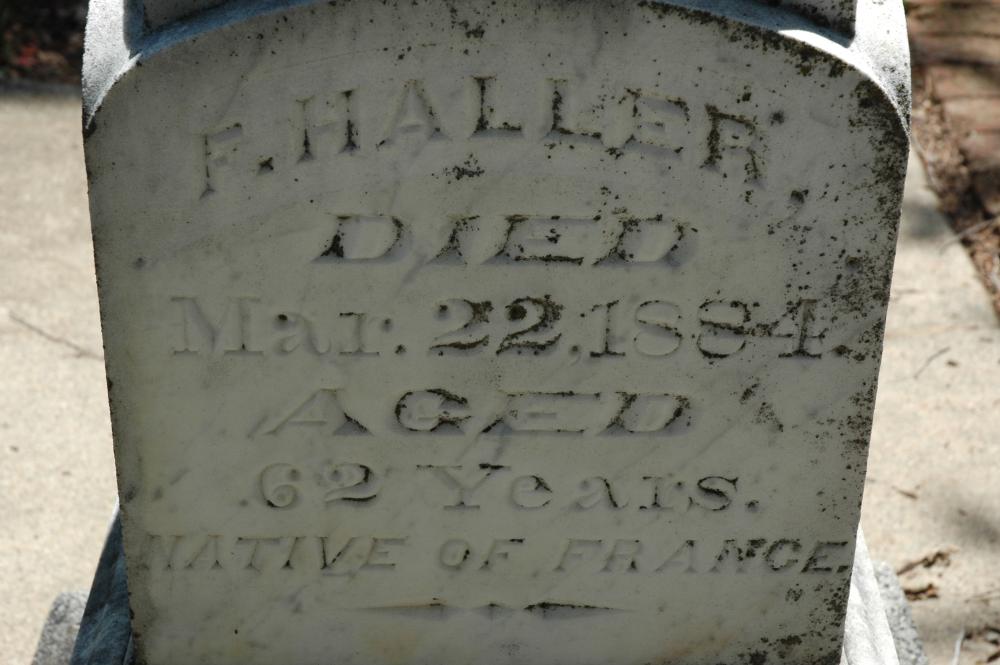 F. HALLER,
DIED
Mar. 22, 1884.
AGED
62 Years.
NATIVE OF FRANCE.